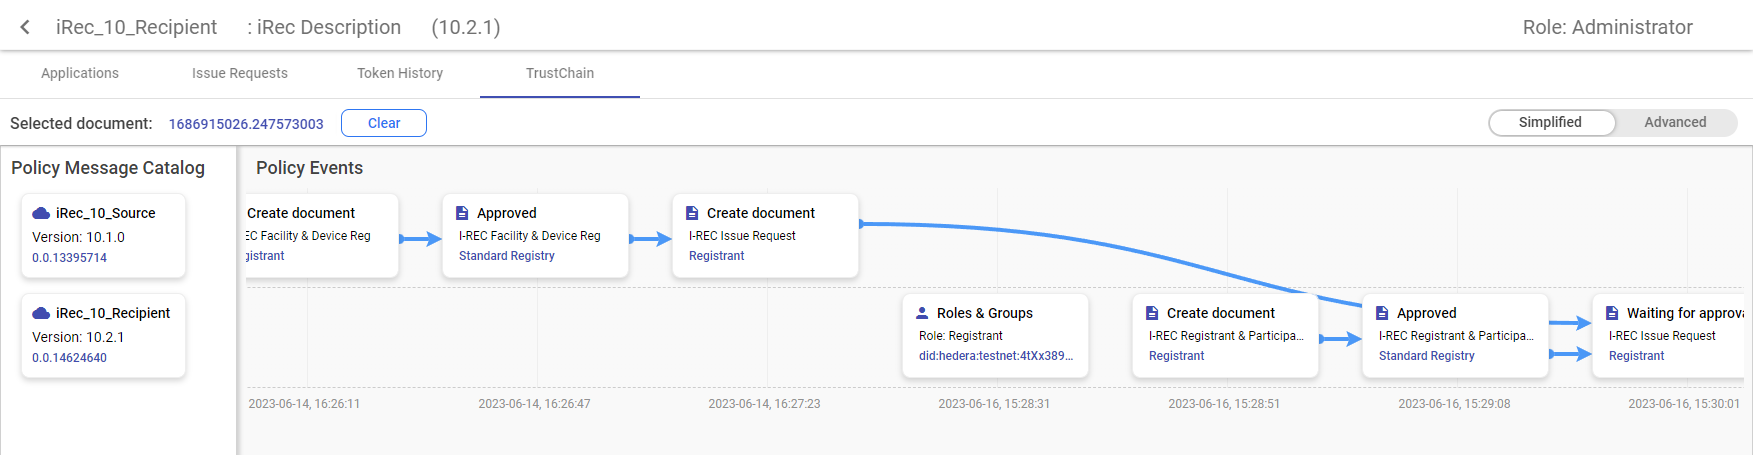 iRec_10_Recipient : iRec Description (10.2.1) Role: Administrator
Applications Issue Requests Token History TrustChain
Selected document: 1686915026.247573003 Clear Simplified Advanced
Policy Message Catalog
iRec_10_Source
Version: 10.1.0
0.0.13395714
iRec_10_Recipient
Version: 10.2.1
0.0.14624640
Policy Events
Create document
EC Facility & Device Reg
gistrant
Approved
I-REC Facility & Device Reg
Standard Registry
Create document
I-REC Issue Request
Registrant
Roles & Groups
Role: Registrant
did:hedera:testnet:4tXx389...
Create document
I-REC Registrant & Participa...
Registrant
Approved
I-REC Registrant & Participa...
Standard Registry
Waiting for approva
I-REC Issue Request
Registrant
2023-06-14, 16:26:11 2023-06-14, 16:26:47 2023-06-14, 16:27:23 2023-06-16, 15:28:31 2023-06-16, 15:28:51 2023-06-16, 15:29:08 2023-06-16, 15:30:01